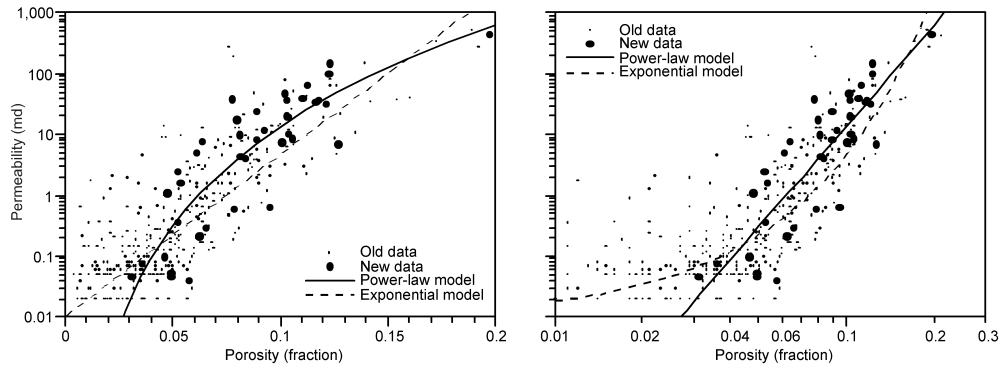 1,000
100
10
1
0.1
0.01
Permeability (md)
0
0.05
0.1
0.15
0.2
Porosity (fraction)
Old data
New data
Power-law model
Exponential model
Old data
New data
Power-law model
Exponential model
0.01
0.02
0.04
0.06
0.1
0.2
0.3
Porosity (fraction)